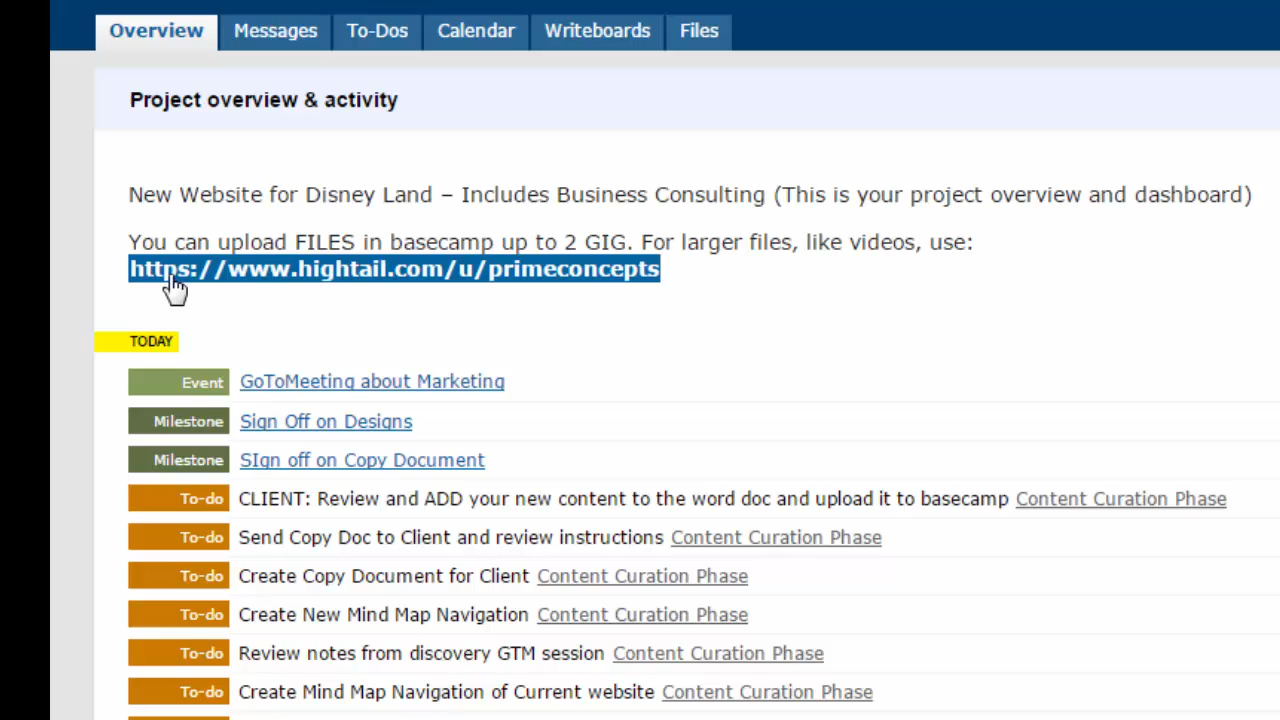 Overview Messages To-Dos Calendar Writeboards Files
Project overview & activity
New Website for Disney Land – Includes Business Consulting (This is your project overview and dashboard)
You can upload FILES in basecamp up to 2 GIG. For larger files, like videos, use:
https://www.hightail.com/u/primeconcepts
TODAY
Event GoToMeeting about Marketing
Milestone Sign Off on Designs
Milestone SIgn off on Copy Document
To-do CLIENT: Review and ADD your new content to the word doc and upload it to basecamp Content Curation Phase
To-do Send Copy Doc to Client and review instructions Content Curation Phase
To-do Create Copy Document for Client Content Curation Phase
To-do Create New Mind Map Navigation Content Curation Phase
To-do Review notes from discovery GTM session Content Curation Phase
To-do Create Mind Map Navigation of Current website Content Curation Phase